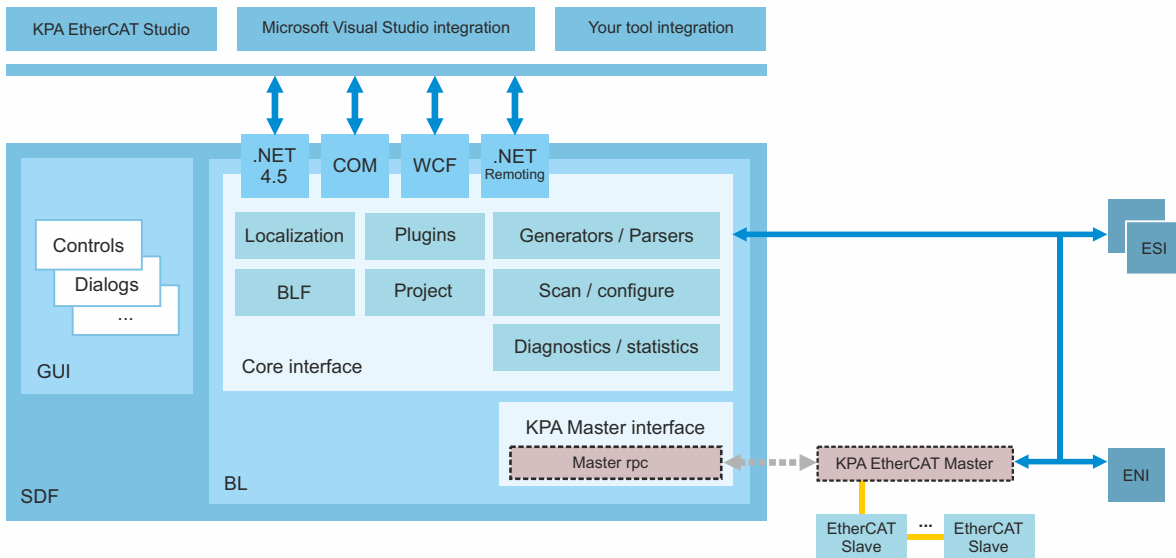 KPA EtherCAT Studio
Microsoft Visual Studio integration
Your tool integration
.NET
4.5
COM
WCF
.NET
Remoting
Localization
Plugins
Generators / Parsers
BLF
Project
Scan / configure
Diagnostics / statistics
Core interface
Controls
Dialogs
...
GUI
KPA Master interface
Master rpc
BL
SDF
KPA EtherCAT Master
ESI
ENI
EtherCAT
Slave
...
EtherCAT
Slave